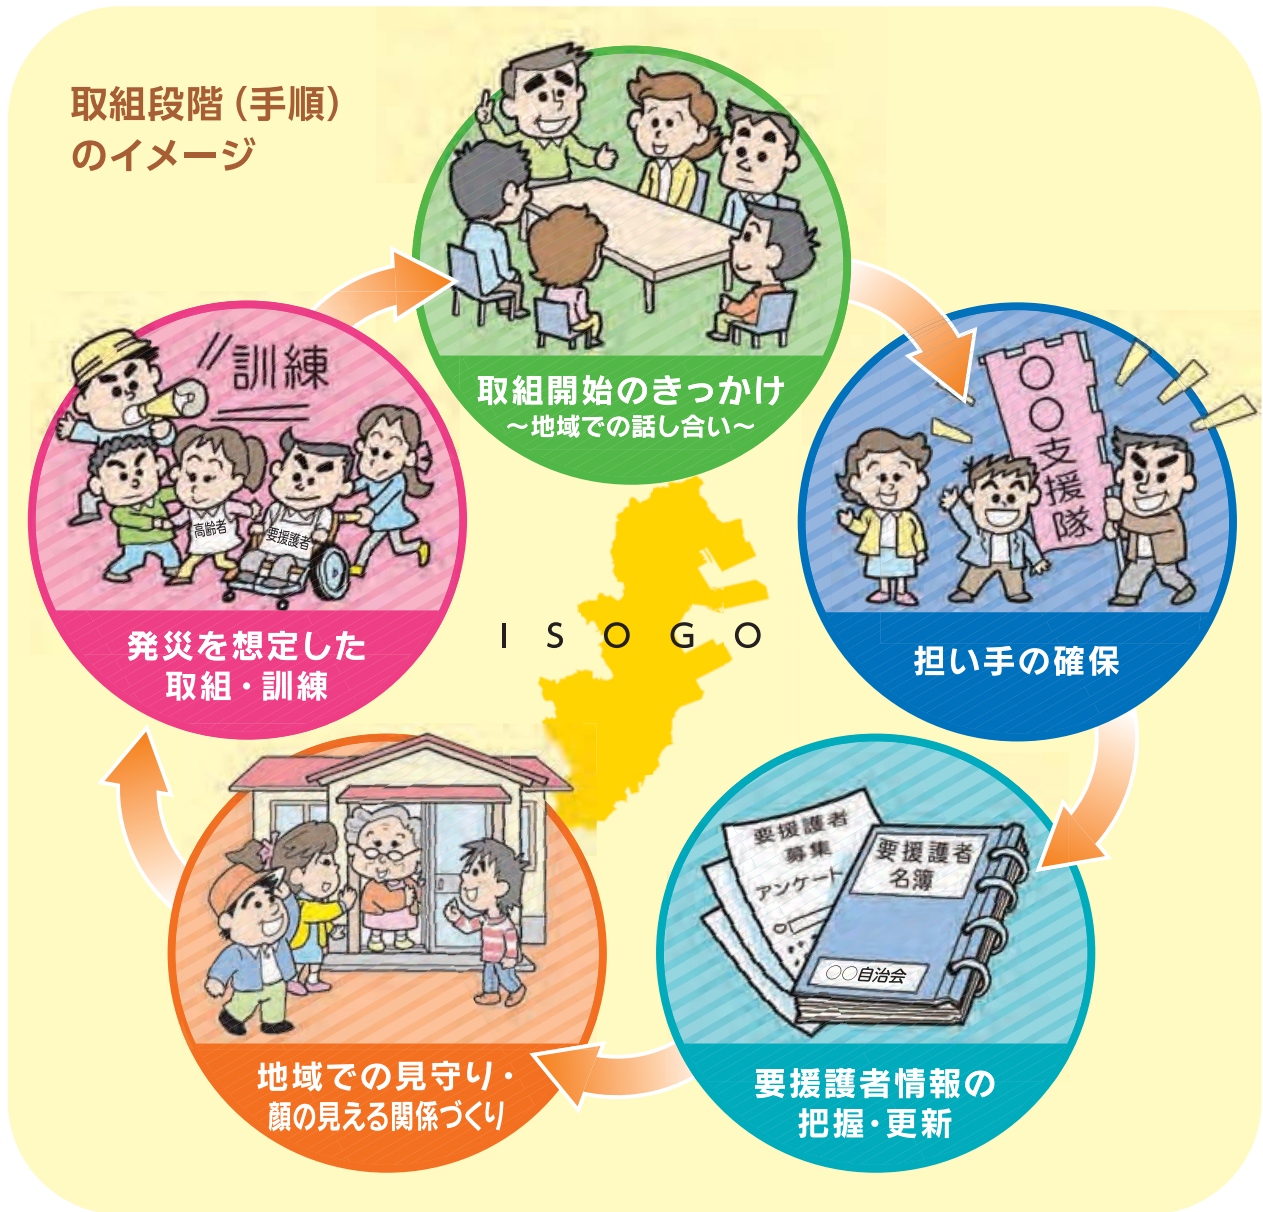 取組段階(手順)
のイメージ
取組開始のきっかけ
～地域での話し合い～
○○支援隊
担い手の確保
要援護者
募集
アンケート
要援護者
名簿
○○自治会
要援護者情報の
把握・更新
地域での見守り・
顔の見える関係づくり
訓練
高齢者
要援護者
発災を想定した
取組・訓練
ISOGO